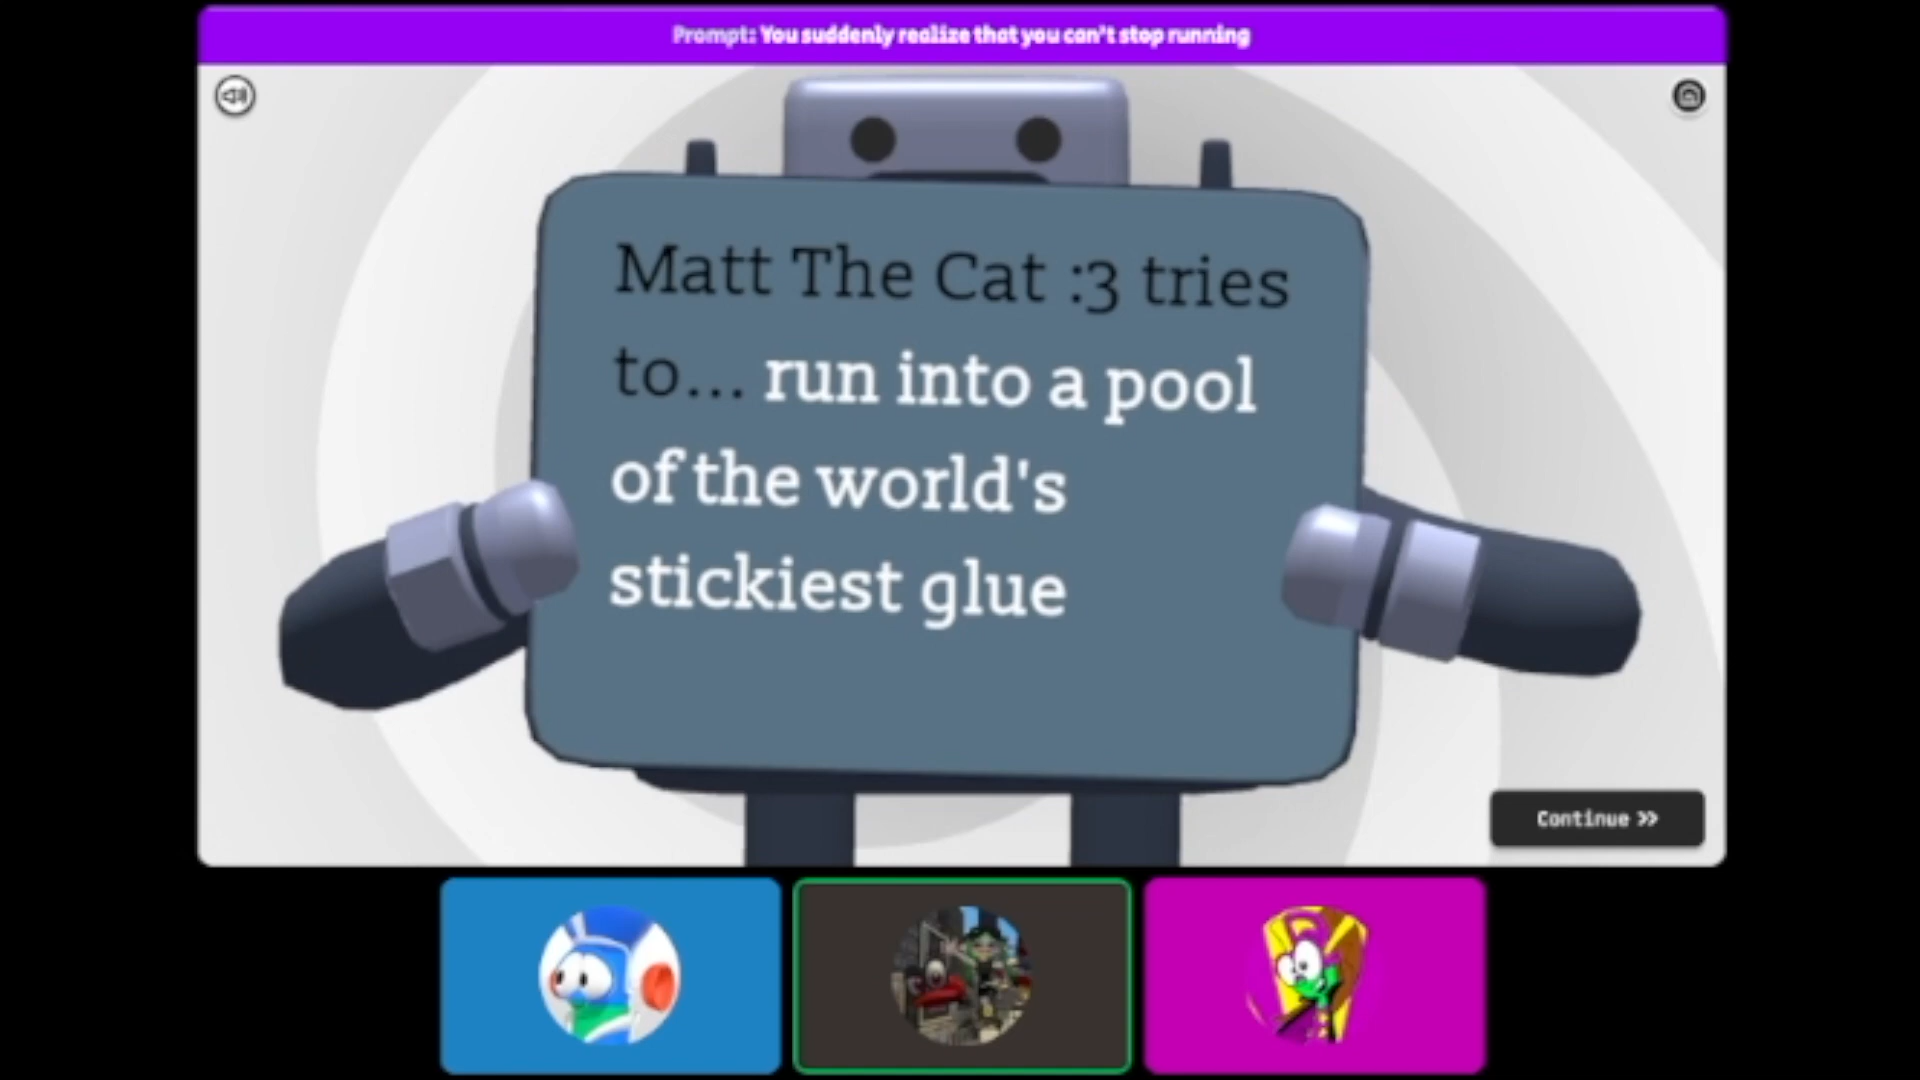 Prompt: You suddenly realize that you can't stop running
Matt The Cat :3 tries
to... run into a pool
of the world's
stickiest glue
Continue >>